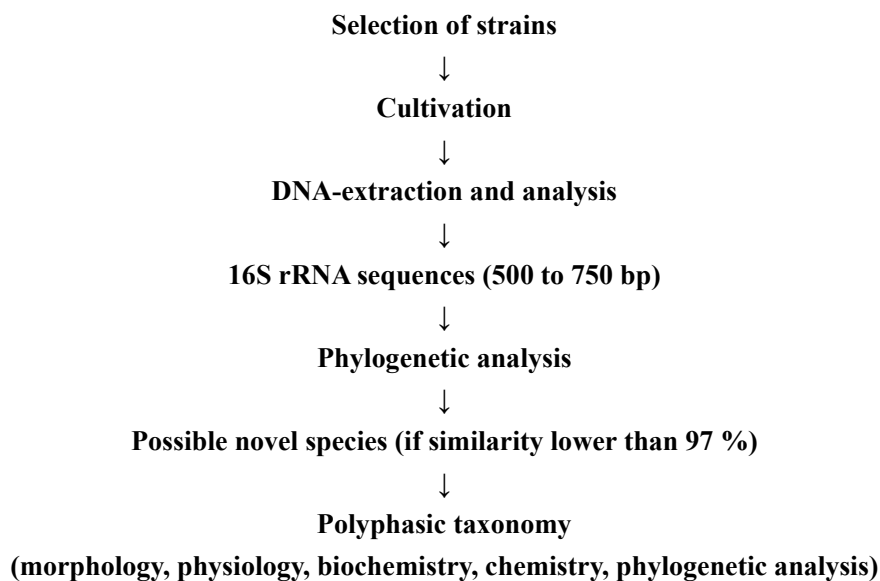 Selection of strains
↓
Cultivation
↓
DNA-extraction and analysis
↓
16S rRNA sequences (500 to 750 bp)
↓
Phylogenetic analysis
↓
Possible novel species (if similarity lower than 97 %)
↓
Polyphasic taxonomy
(morphology, physiology, biochemistry, chemistry, phylogenetic analysis)